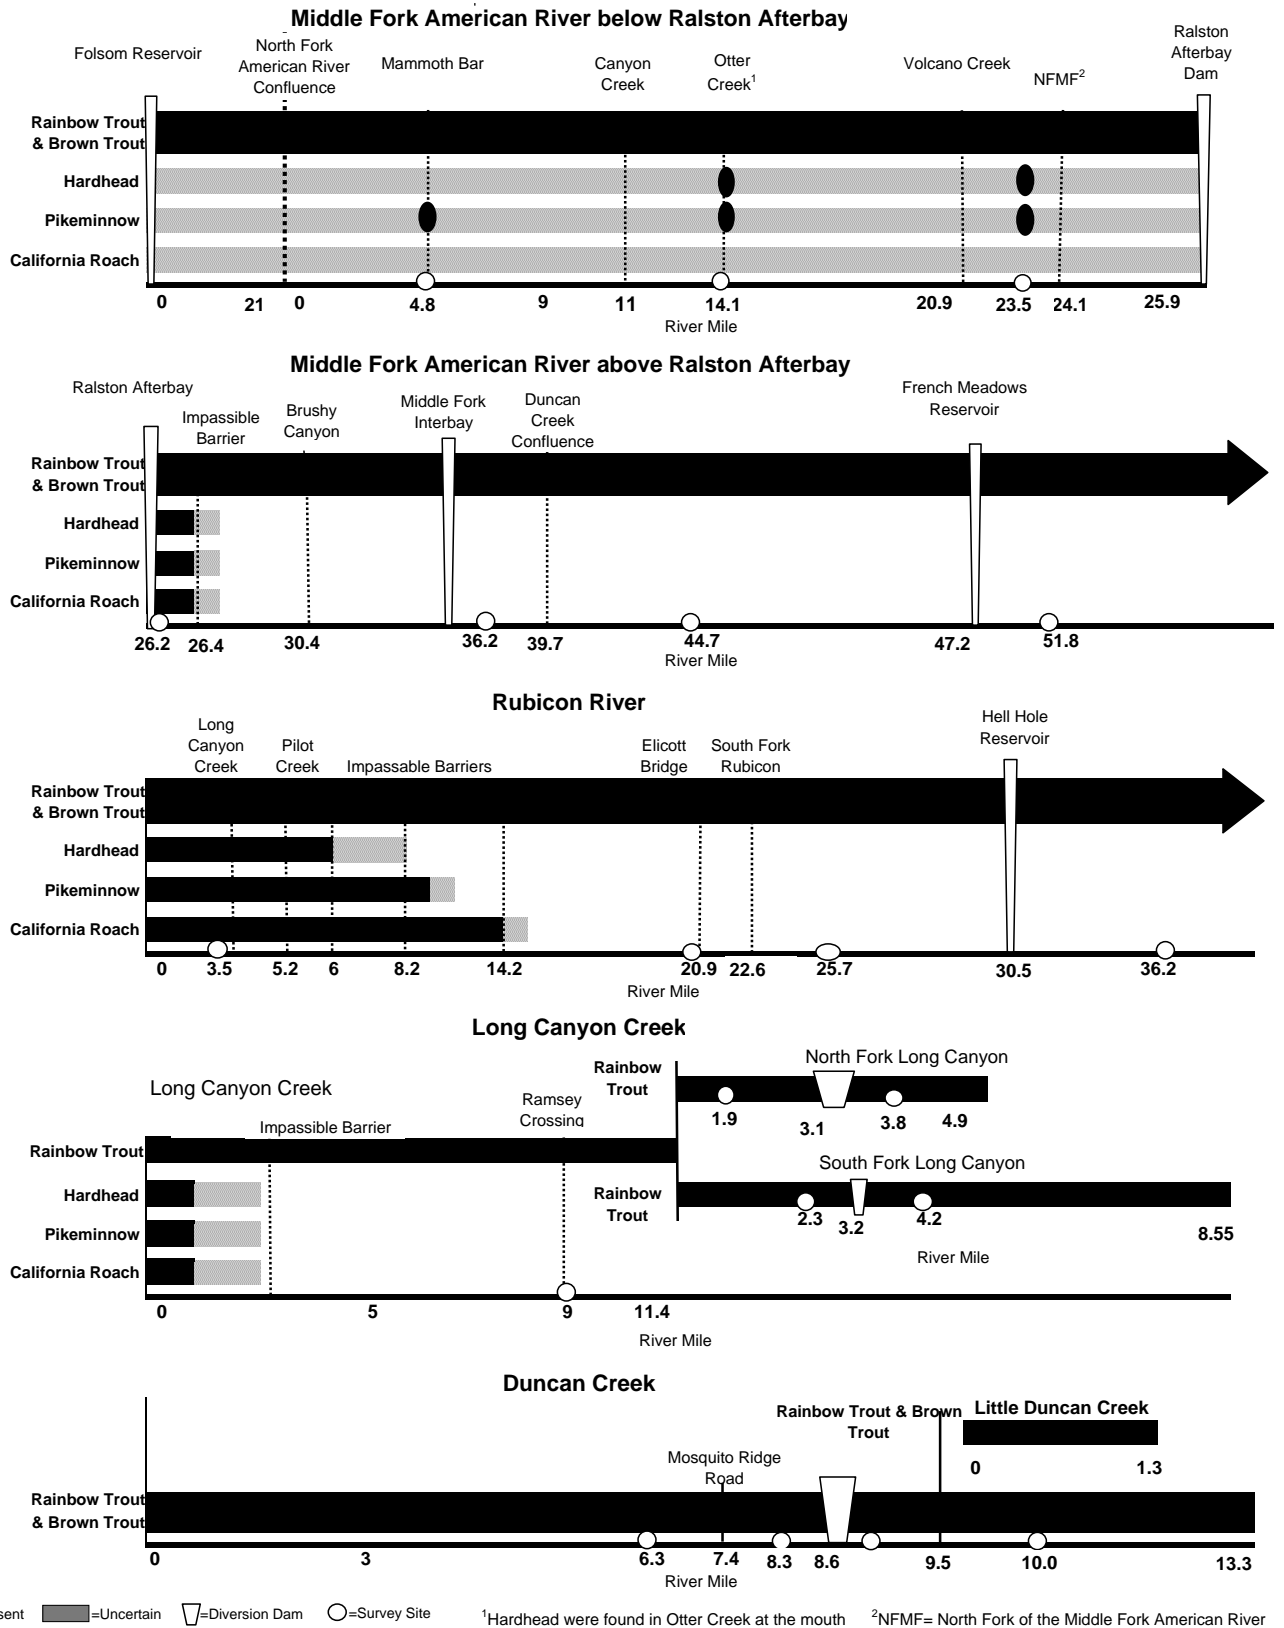 Middle Fork American River below Ralston Afterbay
Folsom Reservoir
North Fork
American River
Confluence
Mammoth Bar
Canyon
Creek
Otter
Creek1
Volcano Creek
NFMF2
Ralston
Afterbay
Dam
Rainbow Trout
& Brown Trout
Hardhead
Pikeminnow
California Roach
0 21 0 4.8 9 11 14.1 20.9 23.5 24.1 25.9
River Mile
Middle Fork American River above Ralston Afterbay
Ralston Afterbay
Impassible
Barrier
Brushy
Canyon
Middle Fork
Interbay
Duncan
Creek
Confluence
French Meadows
Reservoir
Rainbow Trout
& Brown Trout
Hardhead
Pikeminnow
California Roach
26.2 26.4 30.4 36.2 39.7 44.7 47.2 51.8
River Mile
Rubicon River
Long
Canyon
Creek
Pilot
Creek
Impassable Barriers
Elicott
Bridge
South Fork
Rubicon
Hell Hole
Reservoir
Rainbow Trout
& Brown Trout
Hardhead
Pikeminnow
California Roach
0 3.5 5.2 6 8.2 14.2 20.9 22.6 25.7 30.5 36.2
River Mile
Long Canyon Creek
Long Canyon Creek
Impassible Barrier
Ramsey
Crossing
Rainbow
Trout
North Fork Long Canyon
1.9 3.1 3.8 4.9
Rainbow Trout
Hardhead
Pikeminnow
California Roach
Rainbow
Trout
South Fork Long Canyon
2.3 3.2 4.2 8.55
River Mile
0 5 9 11.4
River Mile
Duncan Creek
Rainbow Trout & Brown
Trout
Little Duncan Creek
0 1.3
Mosquito Ridge
Road
Rainbow Trout
& Brown Trout
0 3 6.3 7.4 8.3 8.6 9.5 10.0 13.3
River Mile
sent =Uncertain =Diversion Dam =Survey Site 1Hardhead were found in Otter Creek at the mouth 2NFMF= North Fork of the Middle Fork American River